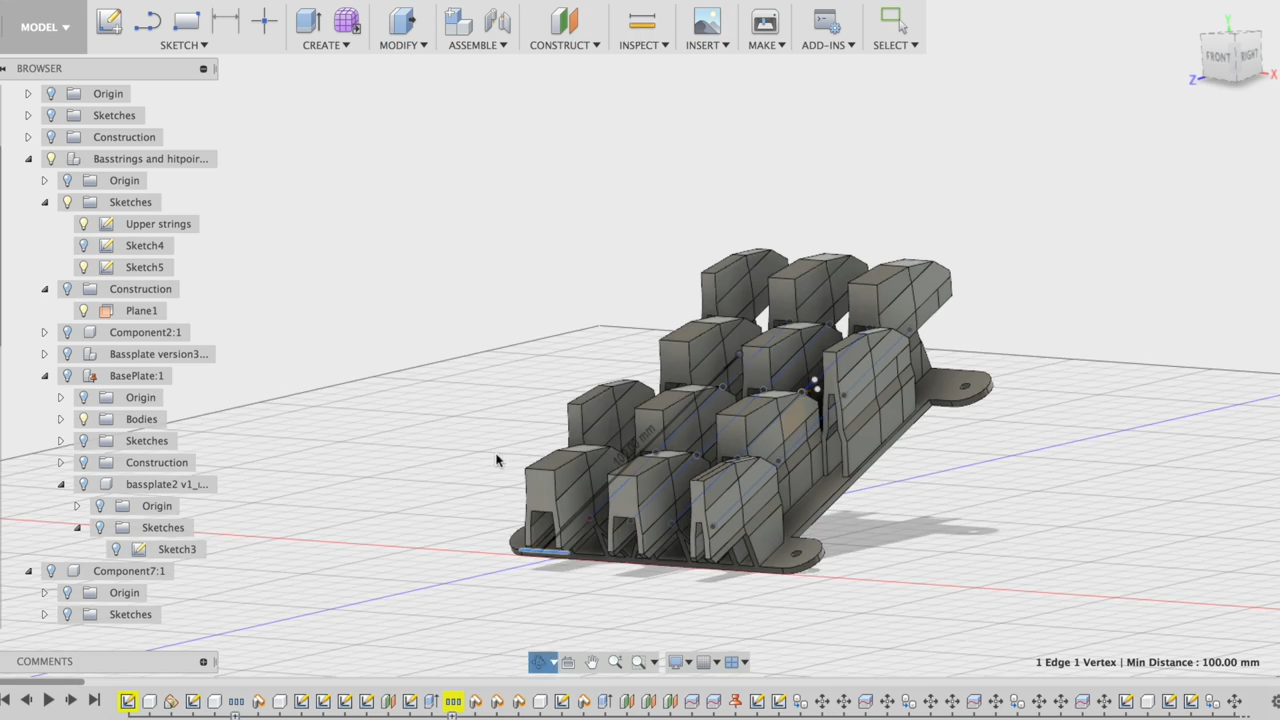 MODEL
SKETCH
CREATE
MODIFY
ASSEMBLE
CONSTRUCT
INSPECT
INSERT
MAKE
ADD-INS
SELECT
Y
FRONT
RIGHT
Z
X
BROWSER
Origin
Sketches
Construction
Basstrings and hitpoir...
Origin
Sketches
Upper strings
Sketch4
Sketch5
Construction
Plane1
Component2:1
Bassplate version3...
BasePlate:1
Origin
Bodies
Sketches
Construction
Origin
Sketches
Sketch3
Component7:1
Origin
Sketches
COMMENTS
1 Edge 1 Vertex | Min Distance : 100.00 mm